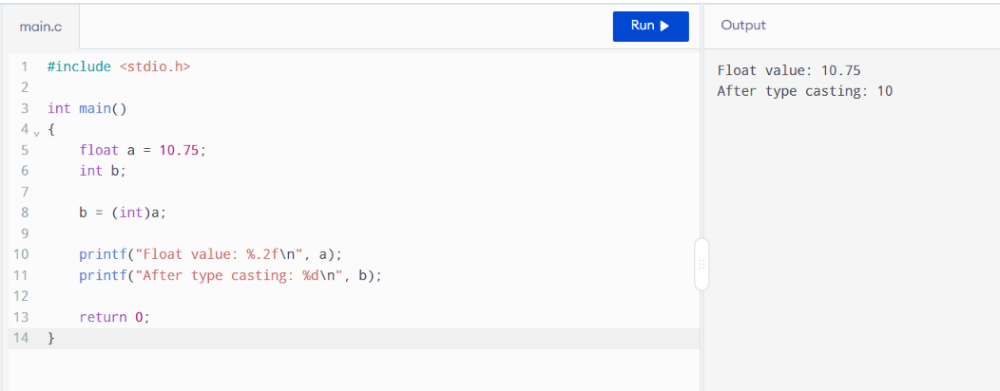 main.c
Run
Output
1 #include <stdio.h>
2
3 int main()
4 {
5     float a = 10.75;
6     int b;
7
8     b = (int)a;
9
10     printf("Float value: %.2f\n", a);
11     printf("After type casting: %d\n", b);
12
13     return 0;
14 }
Float value: 10.75
After type casting: 10